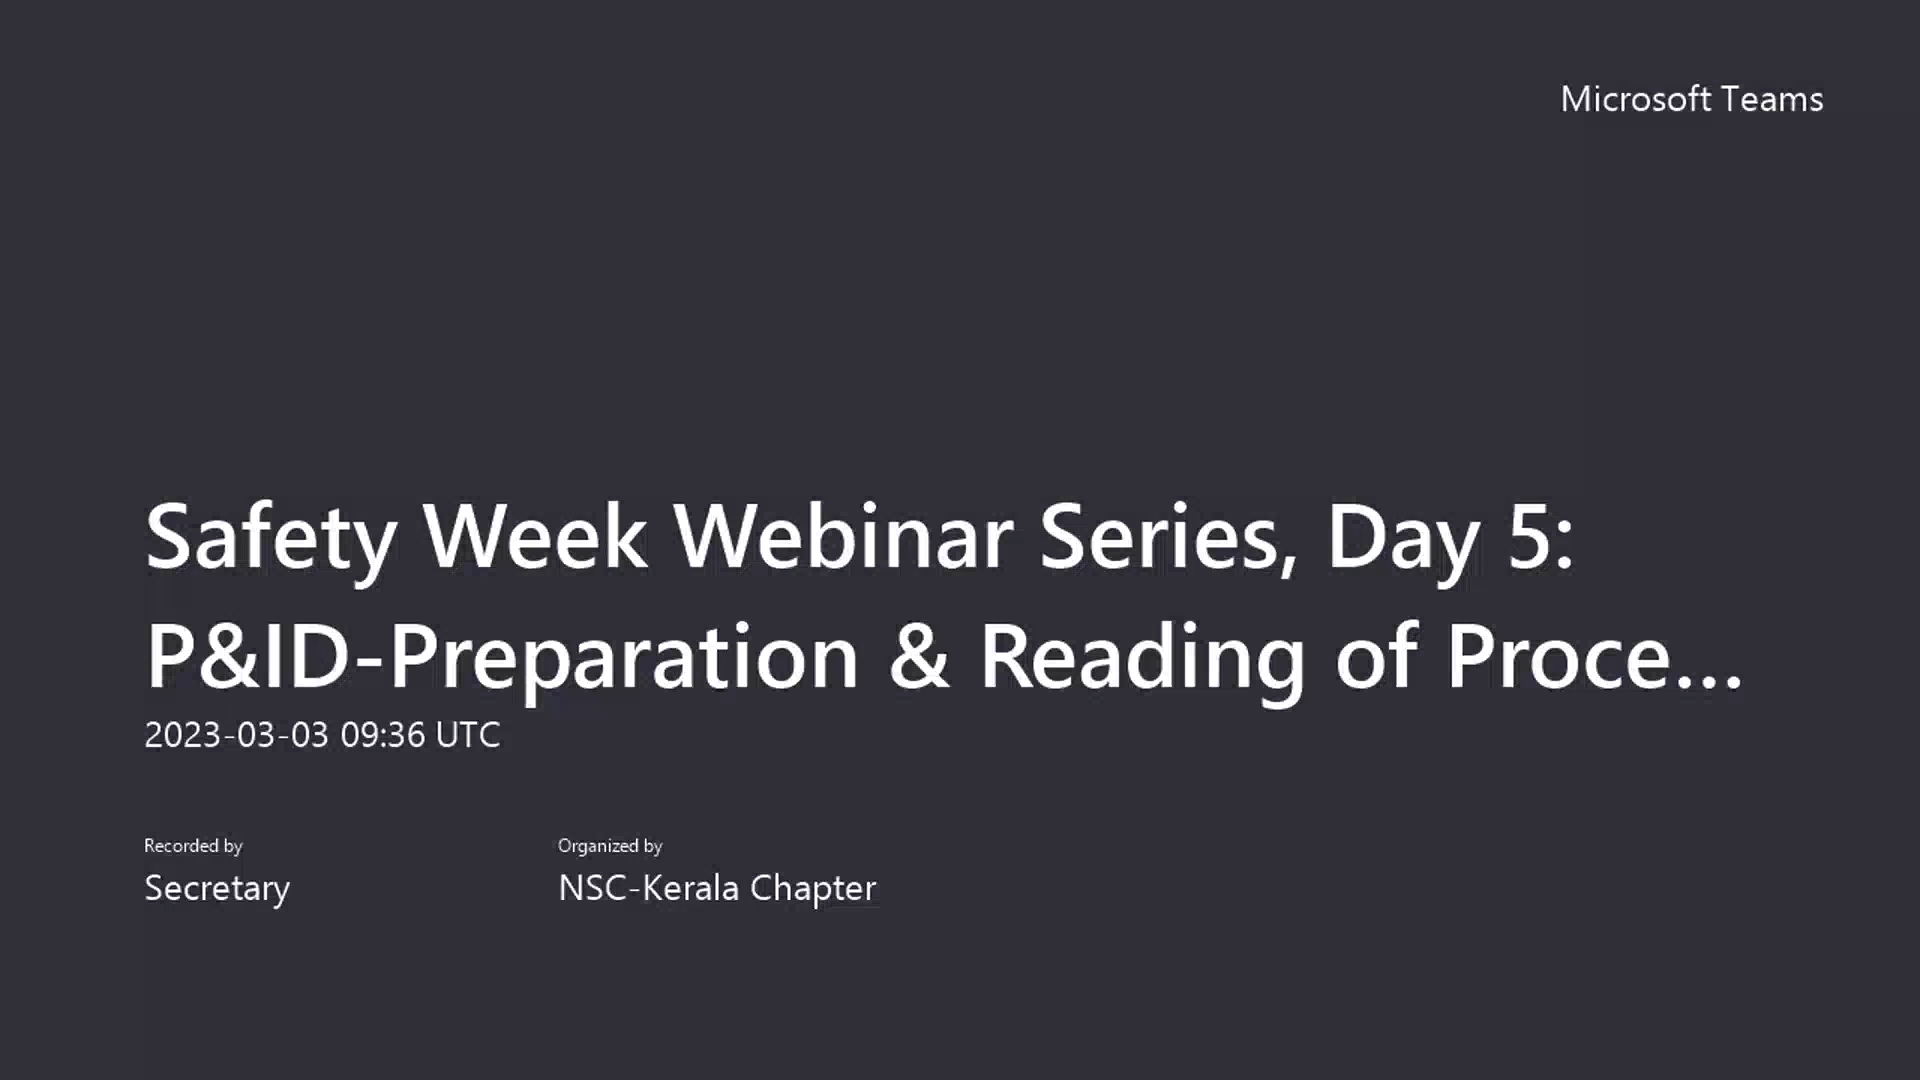 Microsoft Teams
Safety Week Webinar Series, Day 5:
P&ID-Preparation & Reading of Proce...
2023-03-03 09:36 UTC
Recorded by
Organized by
Secretary
NSC-Kerala Chapter